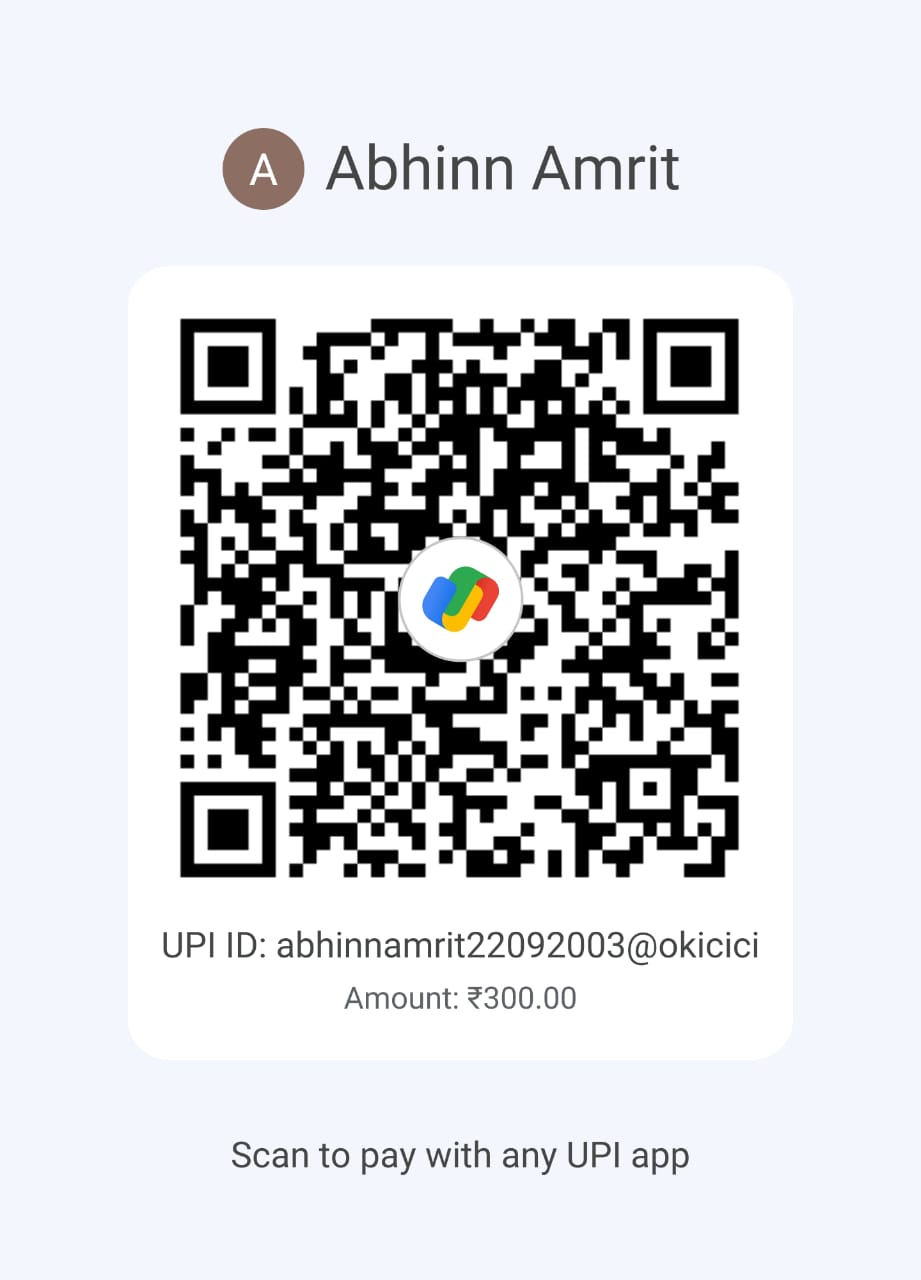 A Abhinn Amrit
UPI ID: abhinnamrit22092003@okicici
Amount: ₹300.00
Scan to pay with any UPI app